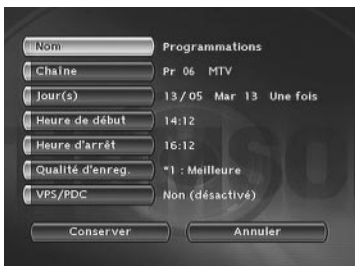 Nom Programmations
Chaîne Pr 06 MTV
Jour(s) 13/05 Mar 13 Une fois
Heure de début 14:12
Heure d'arrêt 16:12
Qualité d'enreg. *1 : Meilleure
VPS/PDC Non (désactivé)
Conserver Annuler